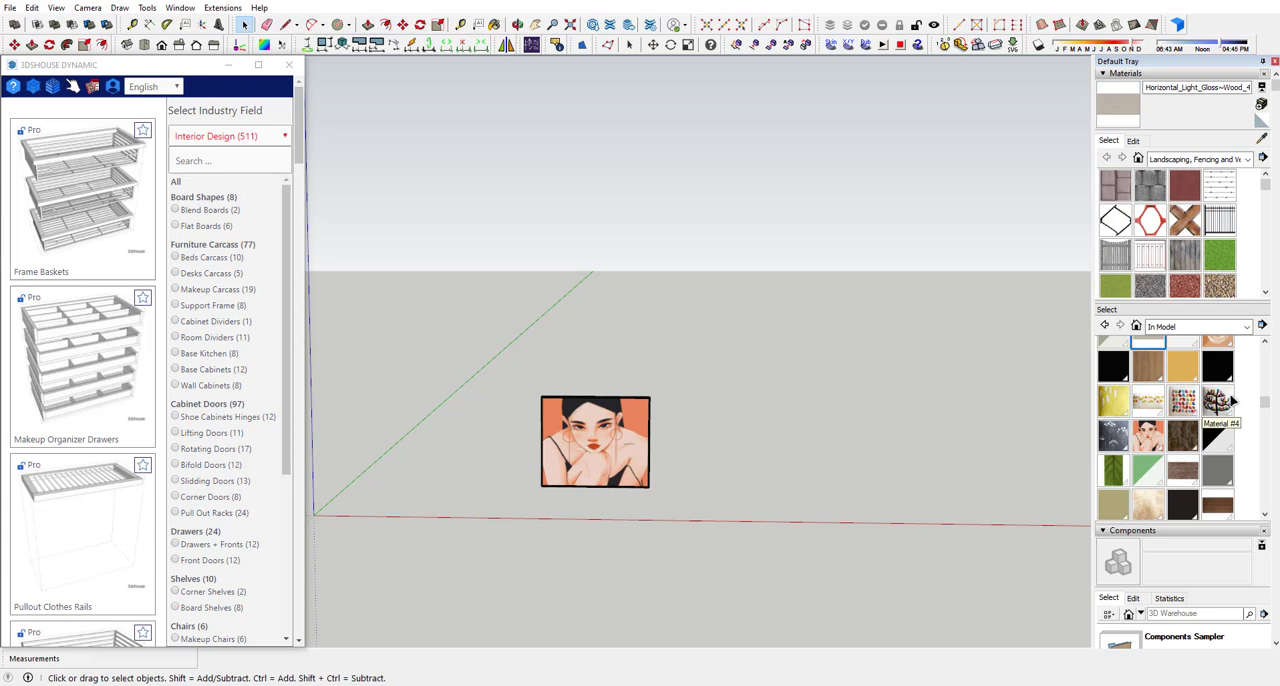 File Edit View Camera Draw Tools Window Extensions Help
J F M A M J J A S O N D
06:43 AM Noon 04:45 PM
3DSHOUSE DYNAMIC
English
Select Industry Field
Interior Design (511)
Search ...
All
Board Shapes (8)
Blend Boards (2)
Flat Boards (6)
Furniture Carcass (77)
Beds Carcass (10)
Desks Carcass (5)
Makeup Carcass (19)
Support Frame (8)
Cabinet Dividers (1)
Room Dividers (11)
Base Kitchen (8)
Base Cabinets (12)
Wall Cabinets (8)
Cabinet Doors (97)
Shoe Cabinets Hinges (12)
Lifting Doors (11)
Rotating Doors (17)
Bifold Doors (12)
Slidding Doors (13)
Corner Doors (8)
Pull Out Racks (24)
Drawers (24)
Drawers + Fronts (12)
Front Doors (12)
Shelves (10)
Corner Shelves (2)
Board Shelves (8)
Chairs (6)
Makeup Chairs (6)
Pro
Frame Baskets
Pro
Makeup Organizer Drawers
Pro
Pullout Clothes Rails
Pro
Default Tray
Materials
Horizontal_Light_Gloss~Wood_4
Select Edit
Landscaping, Fencing and Ve
Select
In Model
Material #4
Components
Select Edit Statistics
3D Warehouse
Components Sampler
Measurements
Click or drag to select objects. Shift = Add/Subtract. Ctrl = Add. Shift + Ctrl = Subtract.